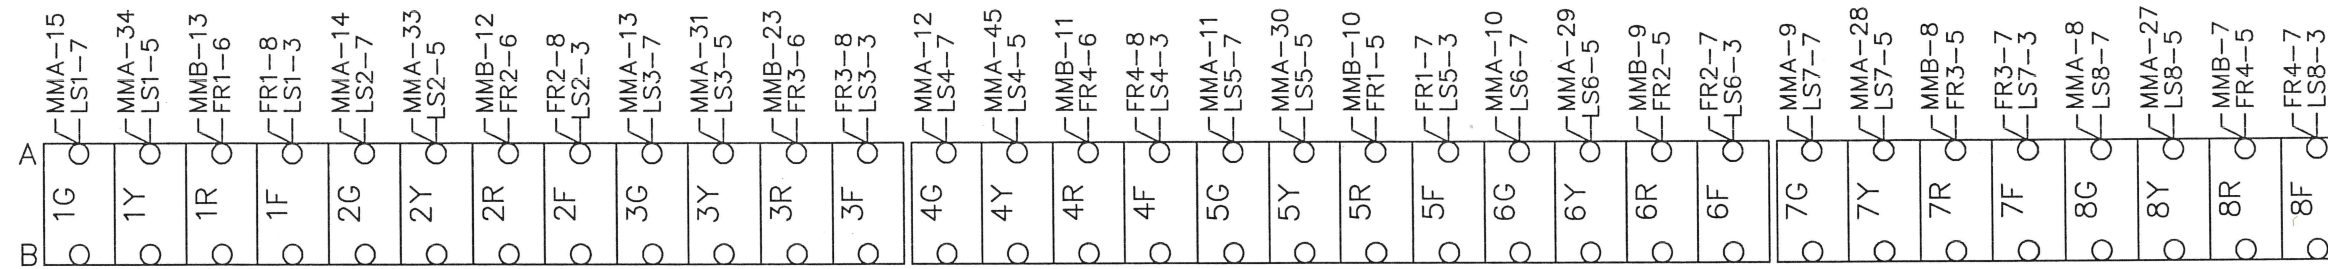 MMA-15
LS1-7
MMA-34
LS1-5
MMB-13
FR1-6
FR1-8
LS1-3
MMA-14
LS2-7
MMA-33
LS2-5
MMB-12
FR2-6
FR2-8
LS2-3
MMA-13
LS3-7
MMA-31
LS3-5
MMB-23
FR3-6
FR3-8
LS3-3
MMA-12
LS4-7
MMA-45
LS4-5
MMB-11
FR4-6
FR4-8
LS4-3
MMA-11
LS5-7
MMA-30
LS5-5
MMB-10
FR1-5
FR1-7
LS5-3
MMA-10
LS6-7
MMA-29
LS6-5
MMB-9
FR2-5
FR2-7
LS6-3
MMA-9
LS7-7
MMA-28
LS7-5
MMB-8
FR3-5
FR3-7
LS7-3
MMA-8
LS8-7
MMA-27
LS8-5
MMB-7
FR4-5
FR4-7
LS8-3
A
1G
1Y
1R
1F
2G
2Y
2R
2F
3G
3Y
3R
3F
4G
4Y
4R
4F
5G
5Y
5R
5F
6G
6Y
6R
6F
7G
7Y
7R
7F
8G
8Y
8R
8F
B